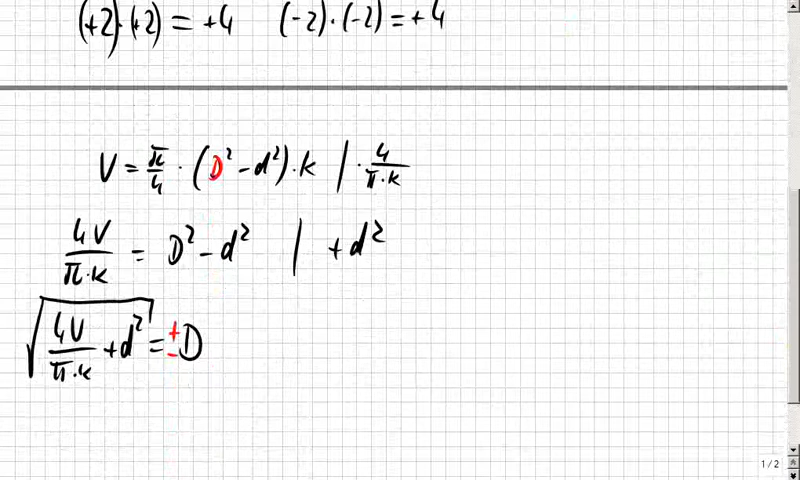 (+2)·(+2) = +4 (-2)·(-2) = +4
V = π/4 · (D² - d²) · k | · 4/(π·k)
4V/(π·k) = D² - d² | + d²
√(4V/(π·k) + d²) = ±D
1/2